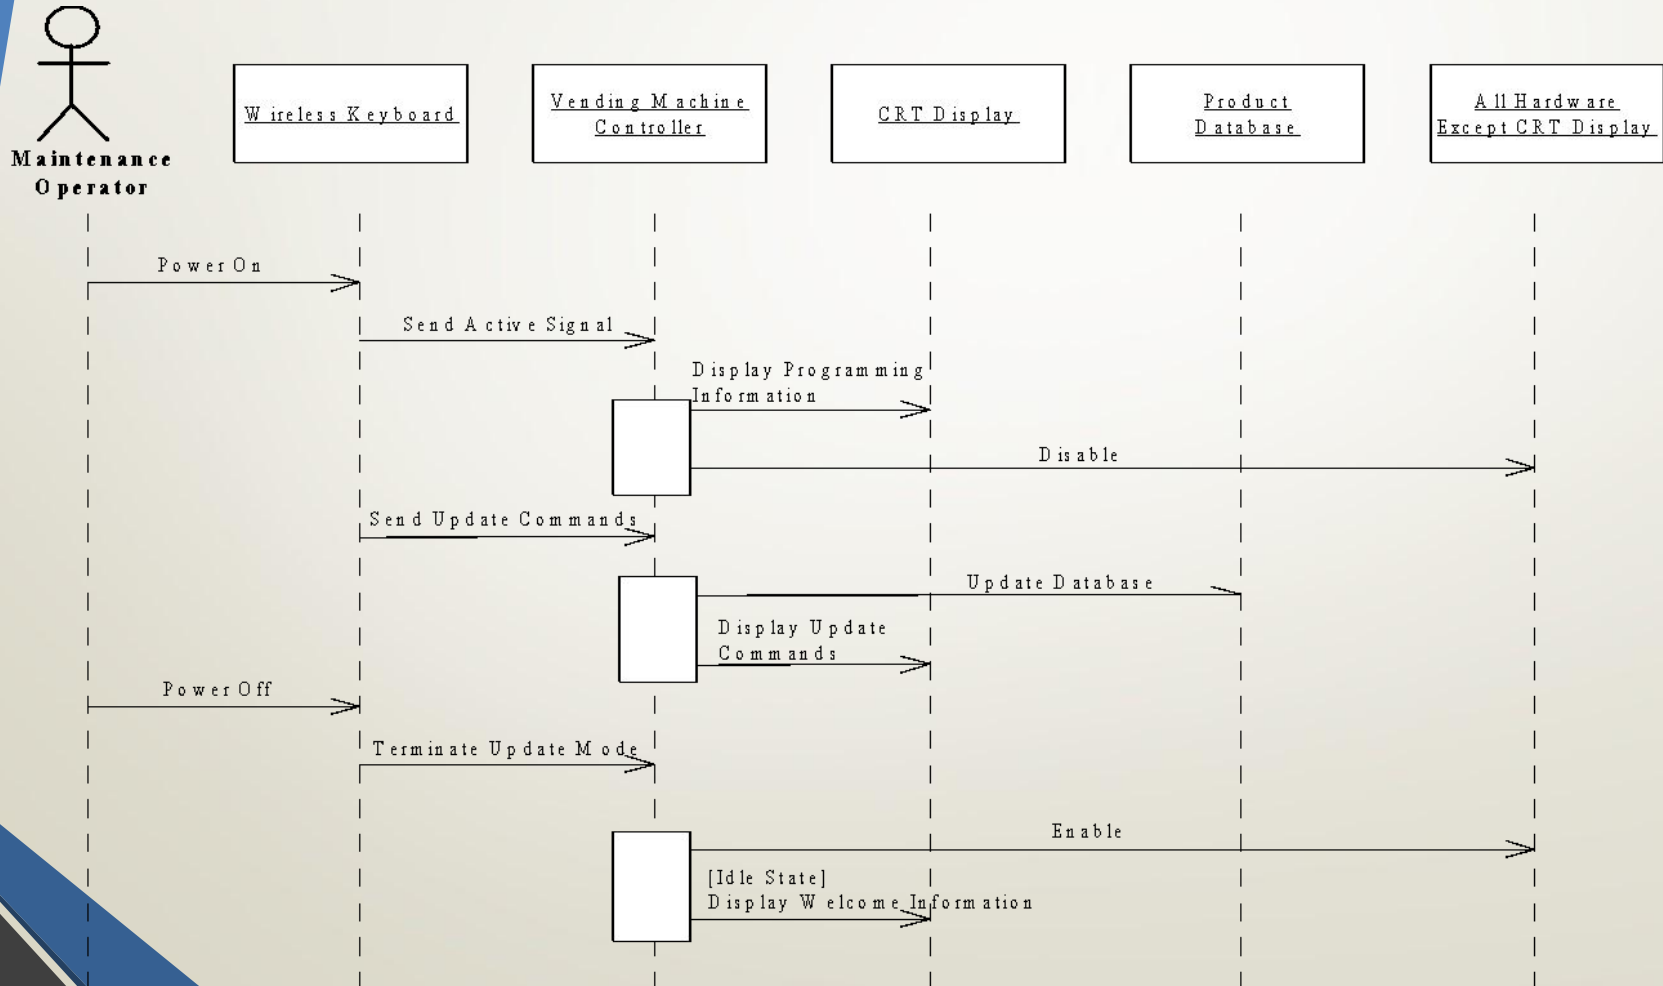 Maintenance
Operator
Wireless Keyboard
Vending Machine
Controller
CRT Display
Product
Database
All Hardware
Except CRT Display
Power On
Send Active Signal
Display Programming
Information
Disable
Send Update Commands
Update Database
Display Update
Commands
Power Off
Terminate Update Mode
Enable
[Idle State]
Display Welcome Information